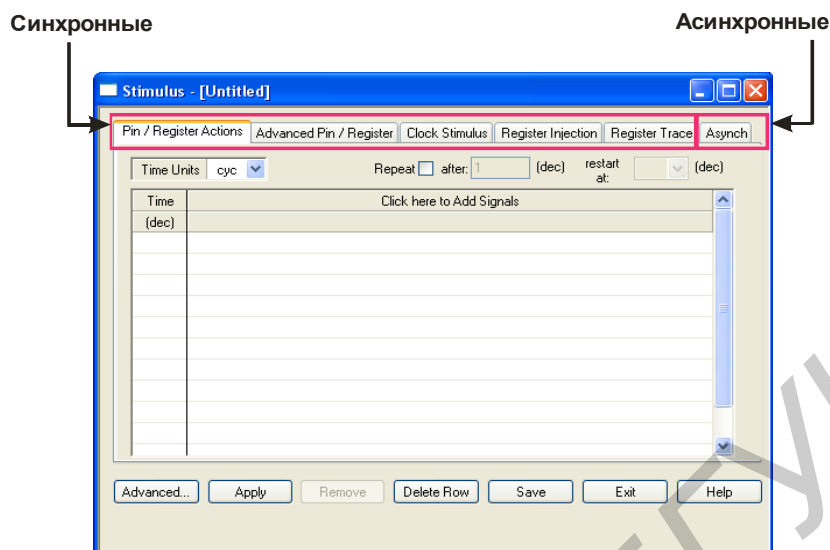 Синхронные
Асинхронные
Stimulus - [Untitled]
Pin / Register Actions Advanced Pin / Register Clock Stimulus Register Injection Register Trace Asynch
Time Units cyc Repeat after: 1 (dec) restart at: (dec)
Time Click here to Add Signals
(dec)
Advanced... Apply Remove Delete Row Save Exit Help